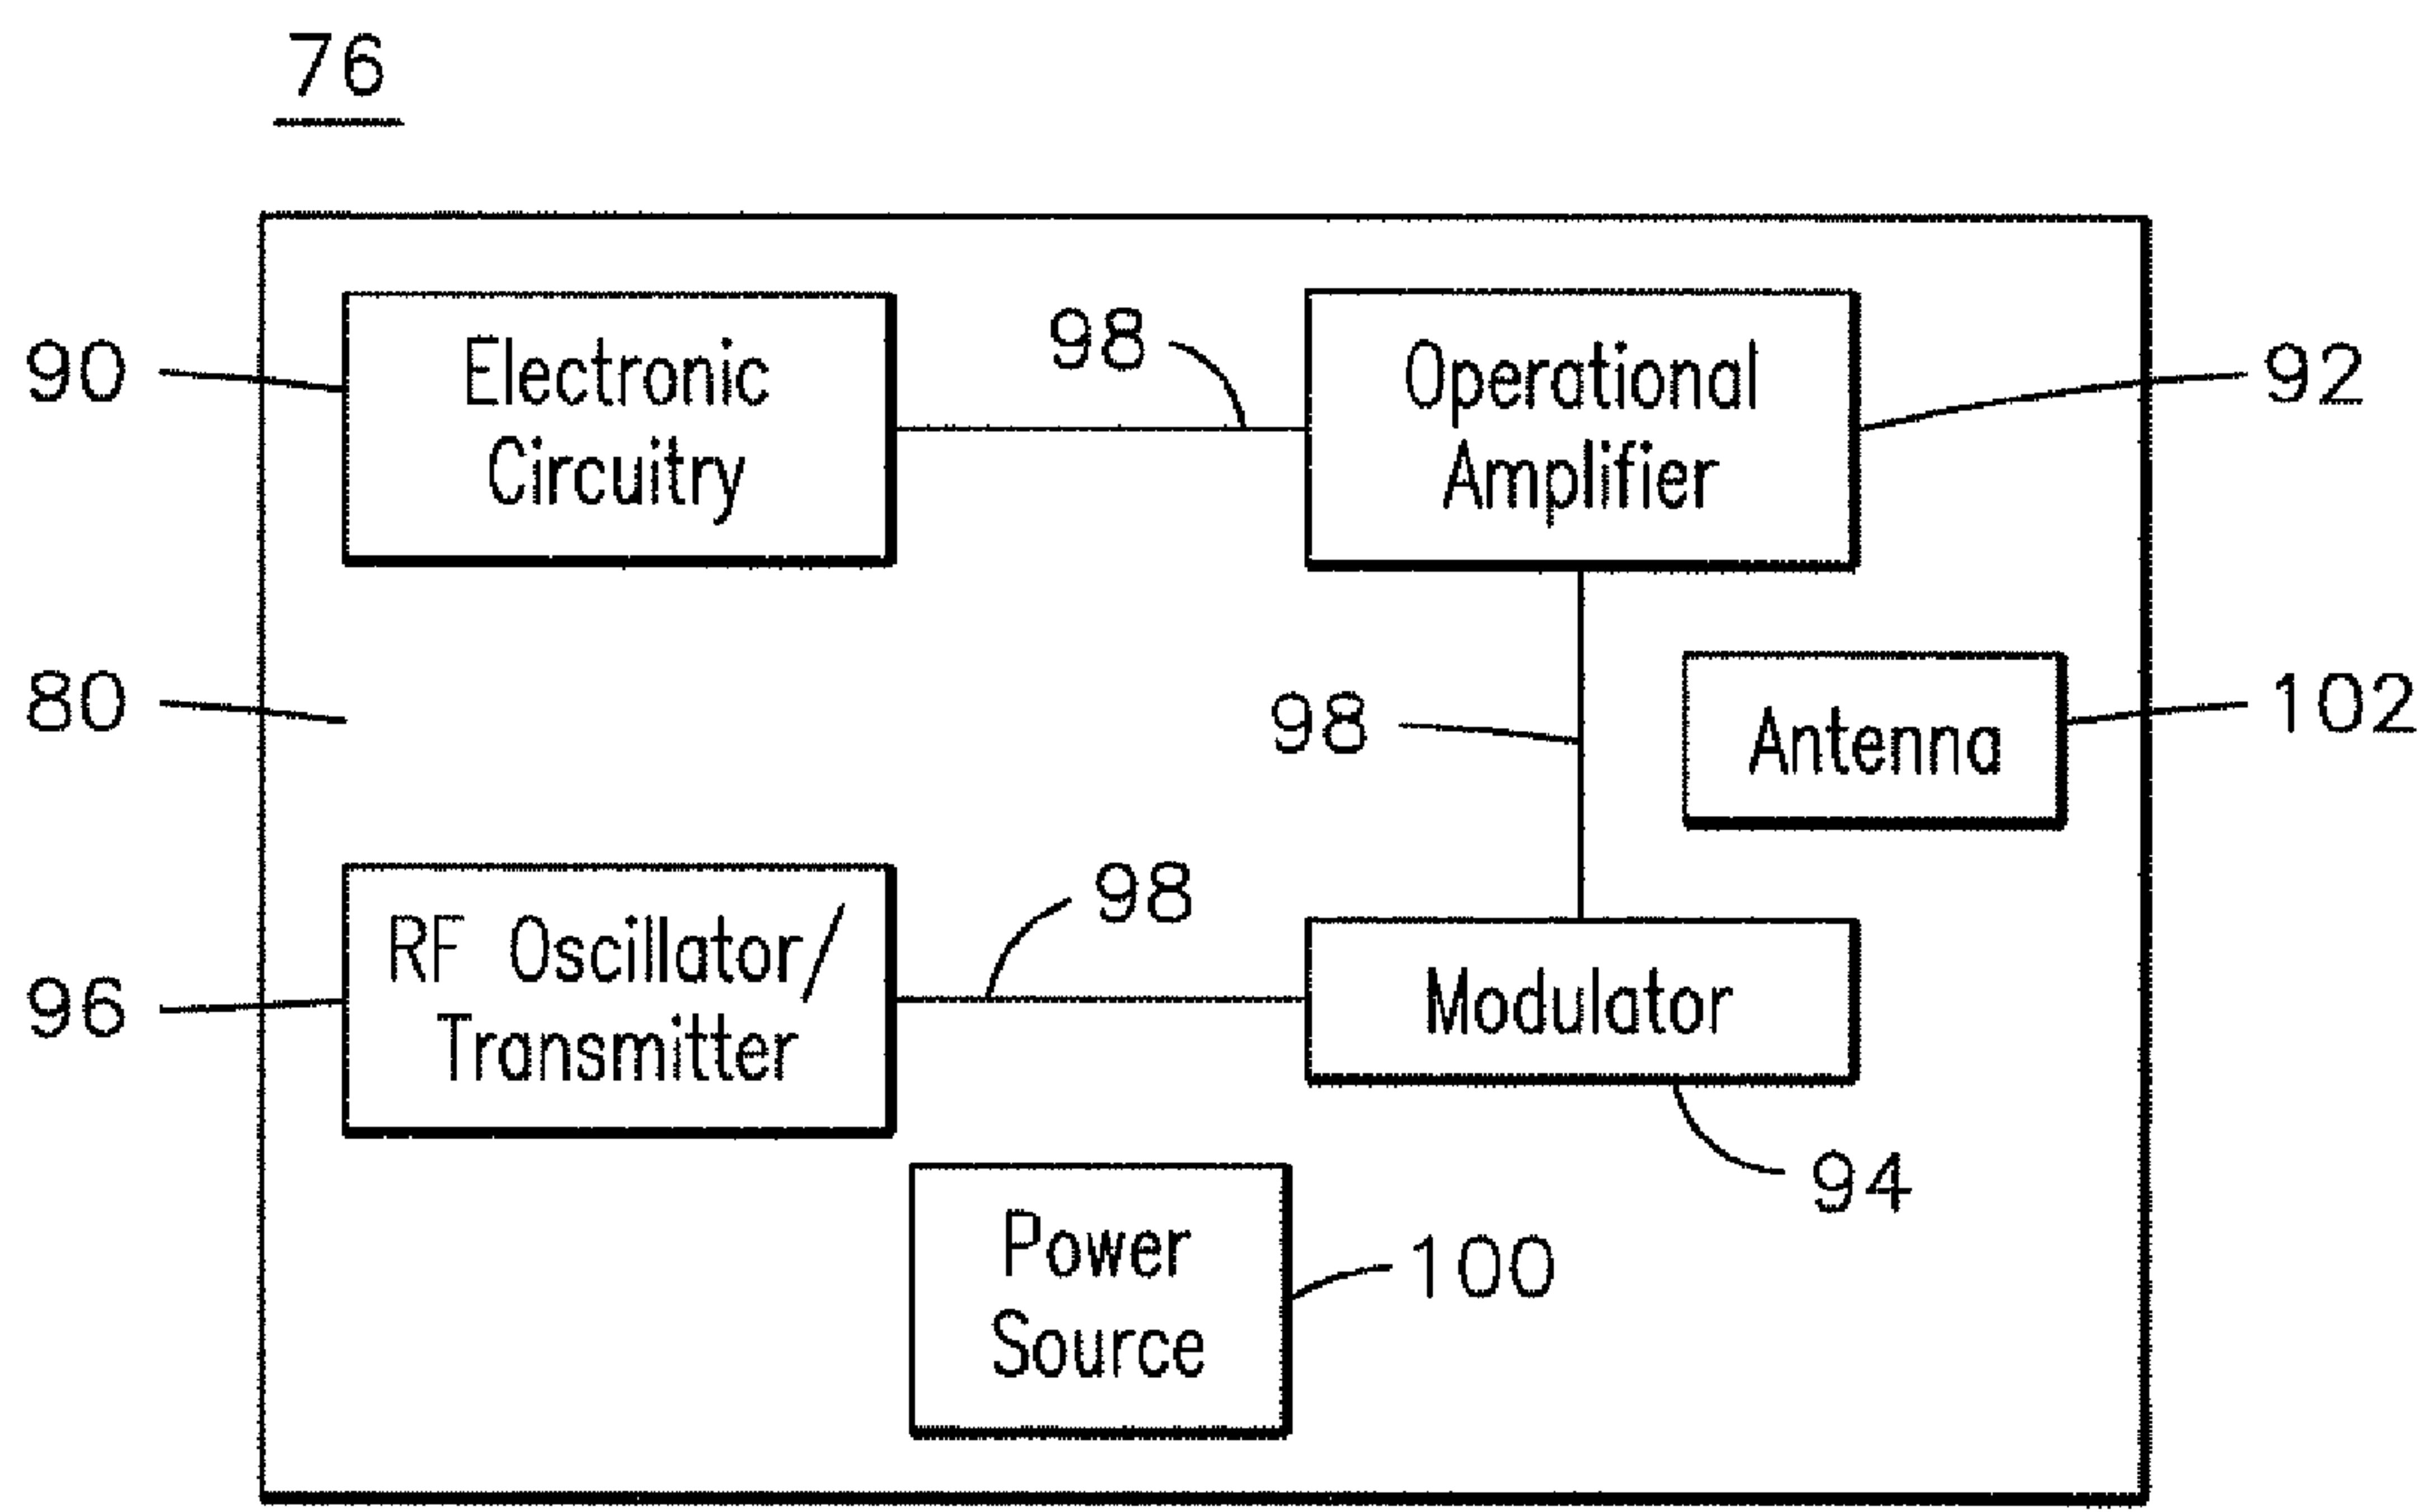 76
90
Electronic
Circuitry
98
Operational
Amplifier
92
80
98
Antenna
102
96
RF Oscillator/
Transmitter
98
Modulator
94
Power
Source
100